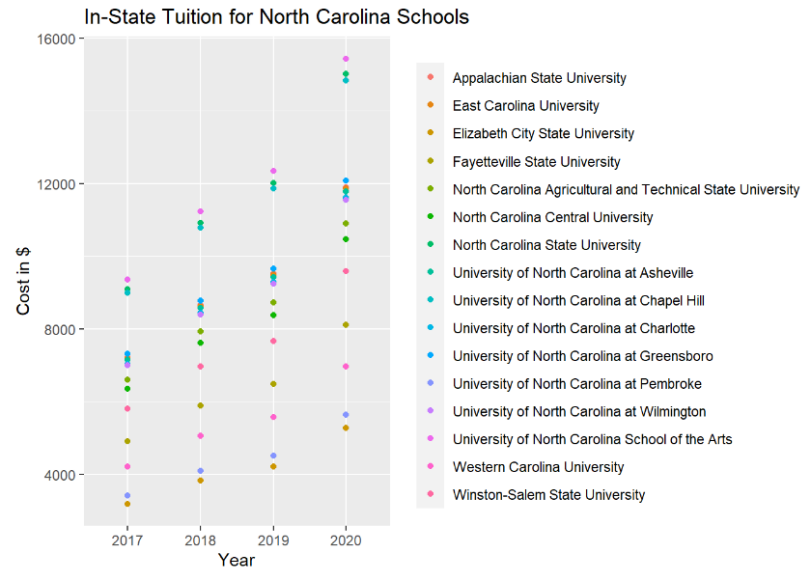 In-State Tuition for North Carolina Schools
16000
12000
8000
4000
Cost in $
2017 2018 2019 2020
Year
Appalachian State University
East Carolina University
Elizabeth City State University
Fayetteville State University
North Carolina Agricultural and Technical State University
North Carolina Central University
North Carolina State University
University of North Carolina at Asheville
University of North Carolina at Chapel Hill
University of North Carolina at Charlotte
University of North Carolina at Greensboro
University of North Carolina at Pembroke
University of North Carolina at Wilmington
University of North Carolina School of the Arts
Western Carolina University
Winston-Salem State University